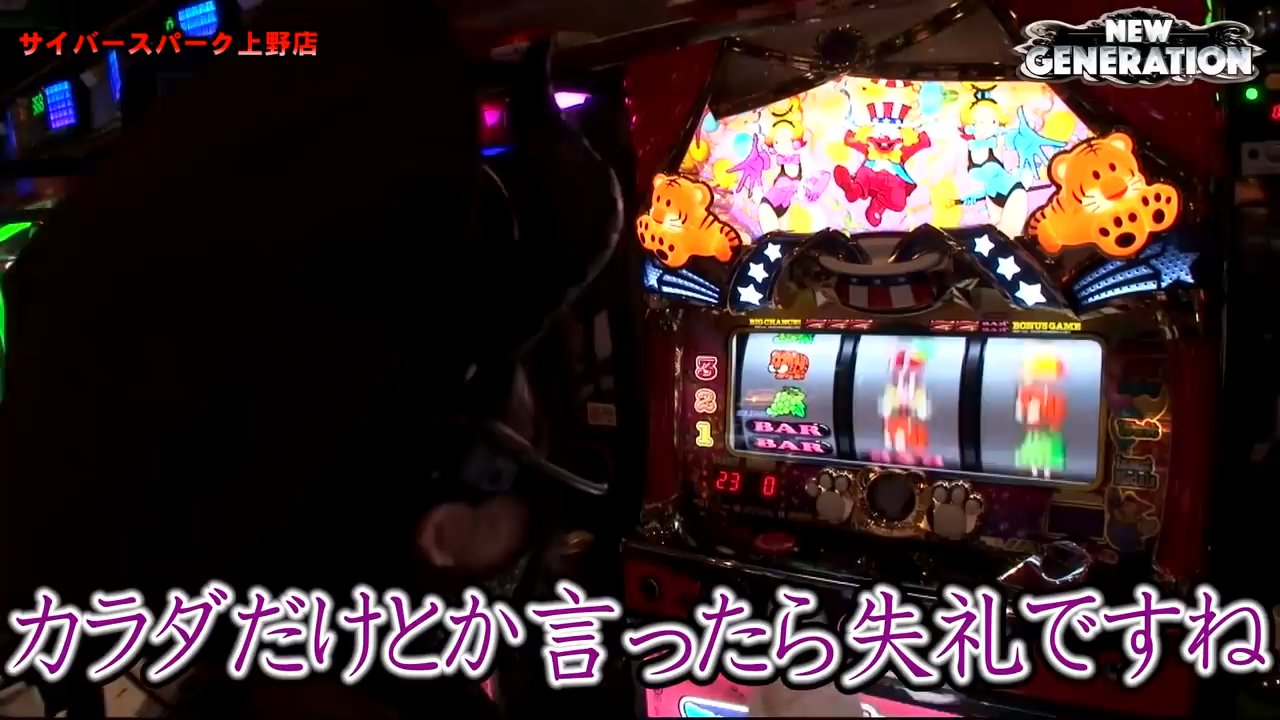 サイバースパーク上野店
NEW
GENERATION
BIG CHANCE!
777
77BAR
BONUS GAME
3
2
1
BAR
BAR
23 0
カラダだけとか言ったら失礼ですね